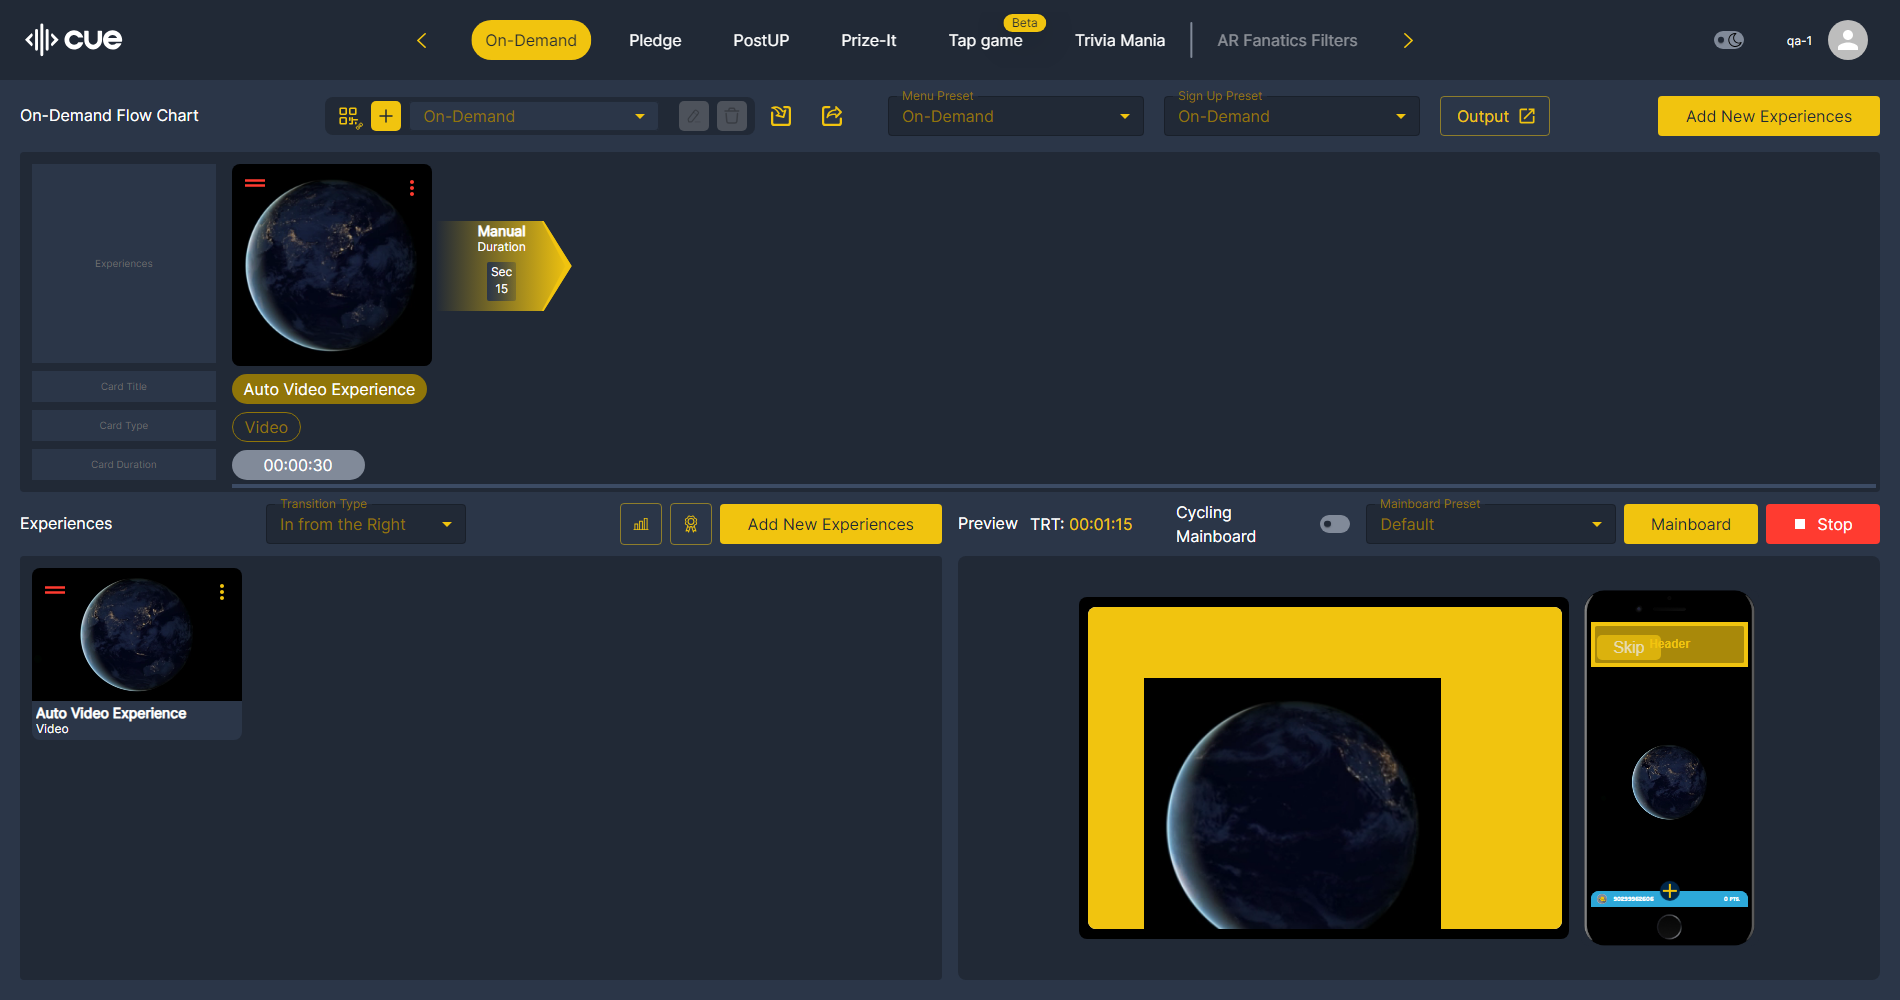 cue
On-Demand
Pledge
PostUP
Prize-It
Beta
Tap game
Trivia Mania
AR Fanatics Filters
qa-1
On-Demand Flow Chart
On-Demand
Menu Preset
On-Demand
Sign Up Preset
On-Demand
Output
Add New Experiences
Experiences
Manual
Duration
Sec
15
Card Title
Auto Video Experience
Card Type
Video
Card Duration
00:00:30
Experiences
Transition Type
In from the Right
Add New Experiences
Preview
TRT: 00:01:15
Cycling
Mainboard
Mainboard Preset
Default
Mainboard
Stop
Auto Video Experience
Video
Skip
Header
90299962606
0 PTS.